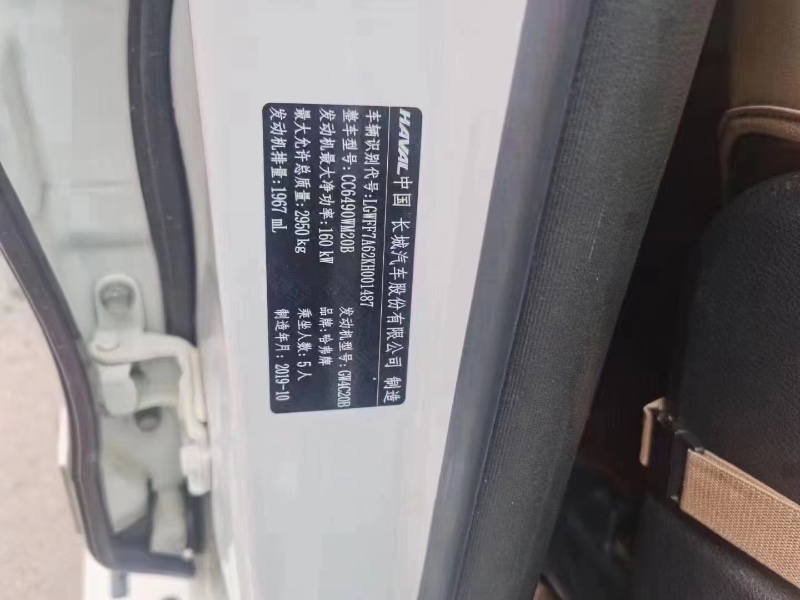 HAVAL 中国 长城汽车股份有限公司 制造
车辆识别代号:LGWFF7A62KH001487
整车型号:CC6490WM20B 发动机型号:GW4C20B
发动机最大净功率:160 kW 品牌:哈弗牌
最大允许总质量:2950 kg 乘坐人数:5人
发动机排量:1967 mL 制造年月:2019-10